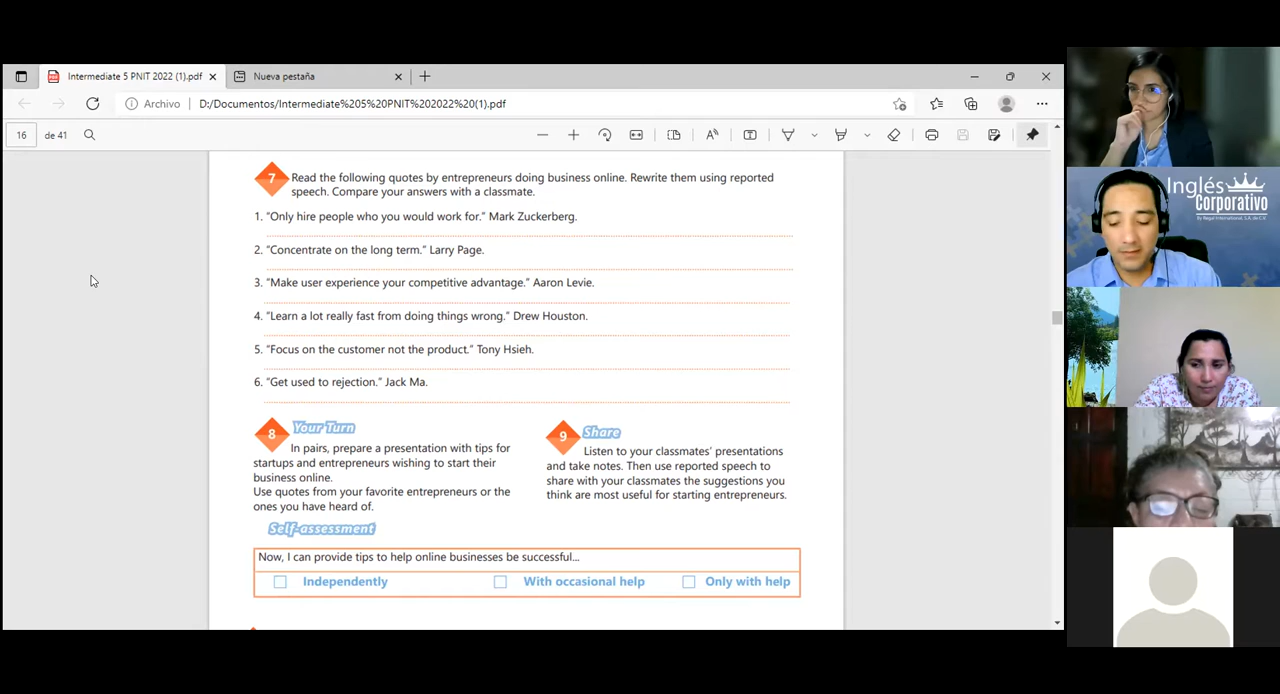 Intermediate 5 PNIT 2022 (1).pdf
Nueva pestaña
Archivo
D:/Documentos/Intermediate%205%20PNIT%202022%20(1).pdf
16
de 41
7
Read the following quotes by entrepreneurs doing business online. Rewrite them using reported
speech. Compare your answers with a classmate.
1. "Only hire people who you would work for." Mark Zuckerberg.
2. "Concentrate on the long term." Larry Page.
3. "Make user experience your competitive advantage." Aaron Levie.
4. "Learn a lot really fast from doing things wrong." Drew Houston.
5. "Focus on the customer not the product." Tony Hsieh.
6. "Get used to rejection." Jack Ma.
8
Your Turn
In pairs, prepare a presentation with tips for
startups and entrepreneurs wishing to start their
business online.
Use quotes from your favorite entrepreneurs or the
ones you have heard of.
9
Share
Listen to your classmates' presentations
and take notes. Then use reported speech to
share with your classmates the suggestions you
think are most useful for starting entrepreneurs.
Self-assessment
Now, I can provide tips to help online businesses be successful...
Independently
With occasional help
Only with help
Inglés
Corporativo
By Regal International, S.A. de C.V.